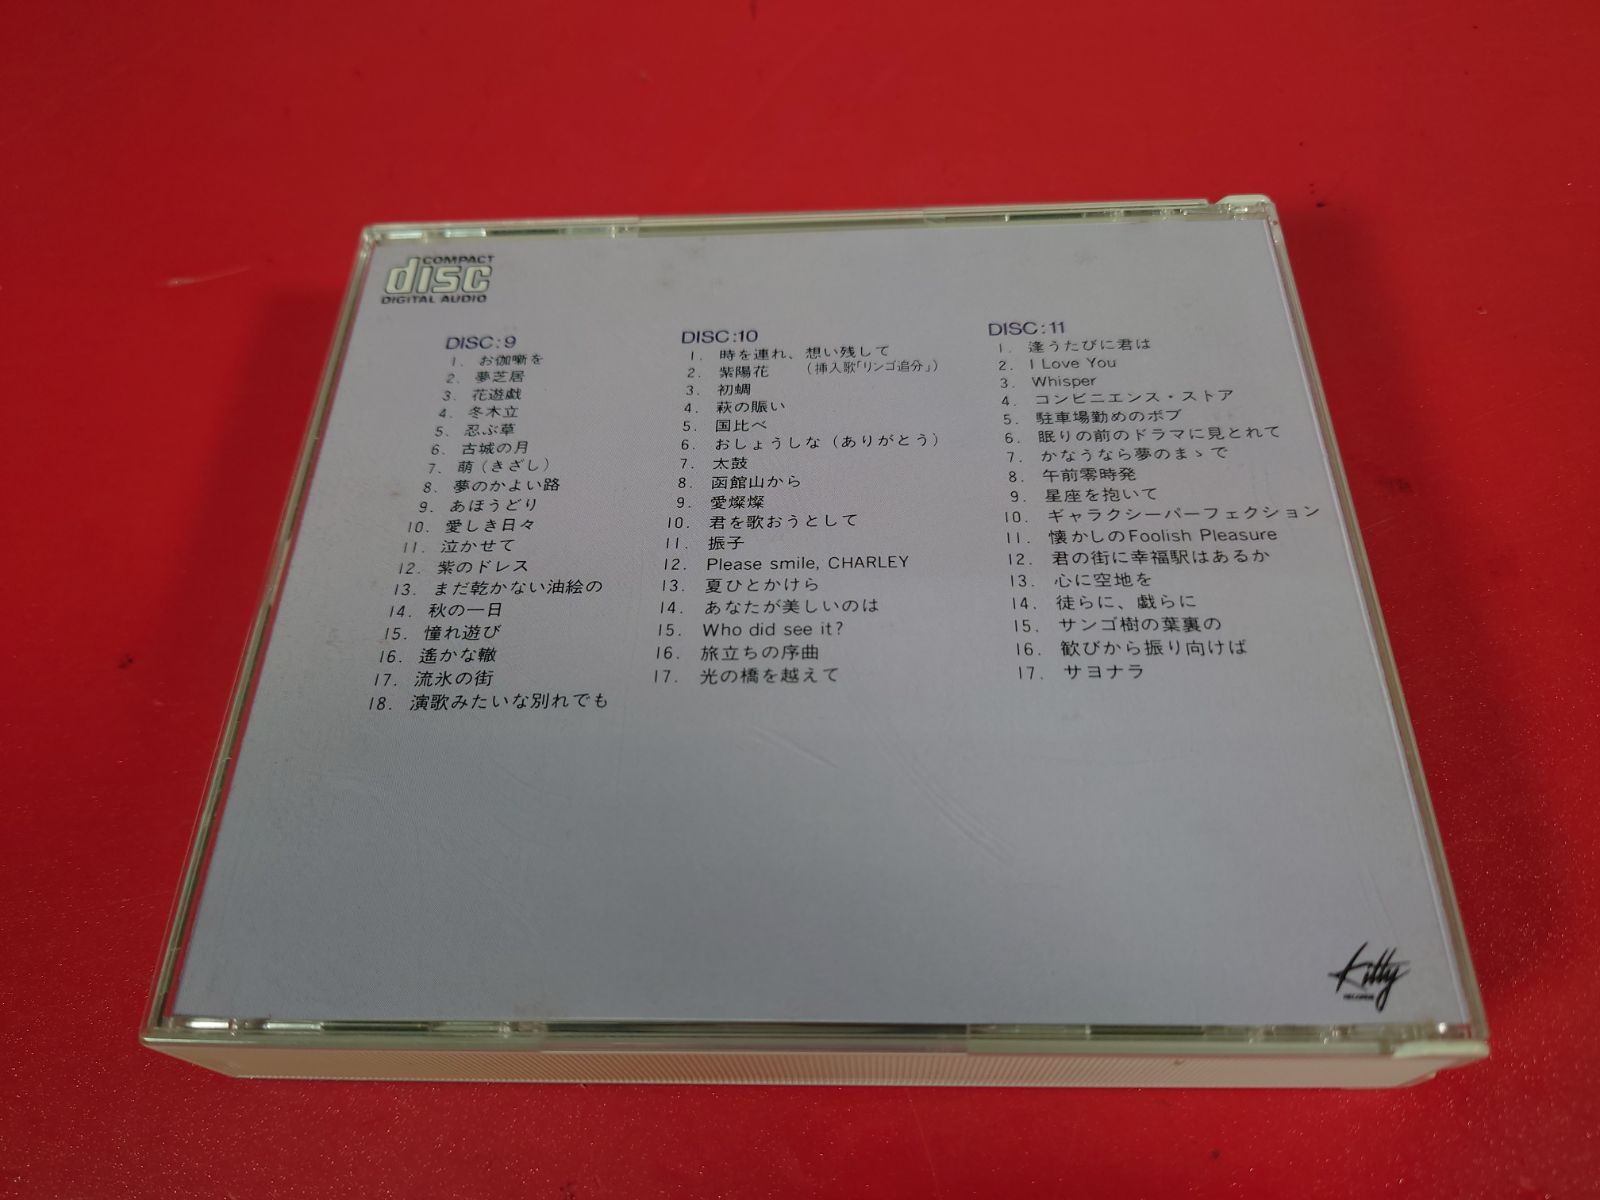 COMPACT
disc
DIGITAL AUDIO
DISC:9
1. お伽噺を
2. 夢芝居
3. 花遊戯
4. 冬木立
5. 忍ぶ草
6. 古城の月
7. 萌（きざし）
8. 夢のかよい路
9. あほうどり
10. 愛しき日々
11. 泣かせて
12. 紫のドレス
13. まだ乾かない油絵の
14. 秋の一日
15. 憧れ遊び
16. 遙かな轍
17. 流氷の街
18. 演歌みたいな別れでも
DISC:10
1. 時を連れ、想い残して
2. 紫陽花 （挿入歌「リンゴ追分」）
3. 初蜩
4. 萩の賑い
5. 国比べ
6. おしょうしな（ありがとう）
7. 太鼓
8. 函館山から
9. 愛燦燦
10. 君を歌おうとして
11. 振子
12. Please smile, CHARLEY
13. 夏ひとかけら
14. あなたが美しいのは
15. Who did see it?
16. 旅立ちの序曲
17. 光の橋を越えて
DISC:11
1. 逢うたびに君は
2. I Love You
3. Whisper
4. コンビニエンス・ストア
5. 駐車場勤めのボブ
6. 眠りの前のドラマに見とれて
7. かなうなら夢のまゝで
8. 午前零時発
9. 星座を抱いて
10. ギャラクシーパーフェクション
11. 懐かしのFoolish Pleasure
12. 君の街に幸福駅はあるか
13. 心に空地を
14. 徒らに、戯らに
15. サンゴ樹の葉裏の
16. 歓びから振り向けば
17. サヨナラ
Kitty
RECORDS